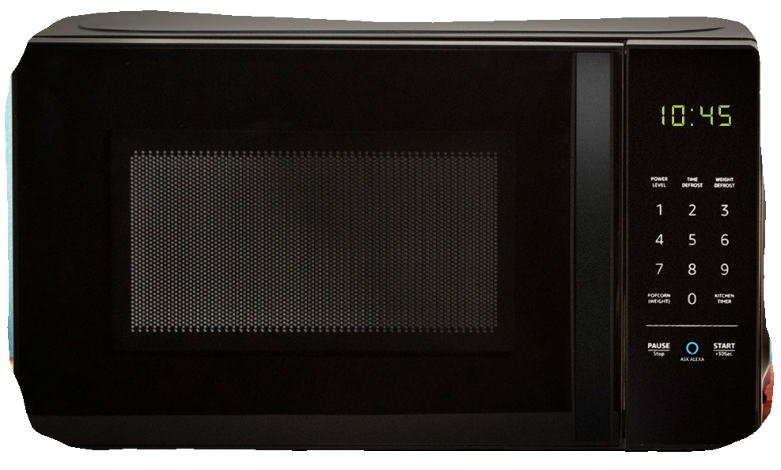 10:45
POWER LEVEL
TIME DEFROST
WEIGHT DEFROST
1 2 3
4 5 6
7 8 9
POPCORN (WEIGHT)
0
KITCHEN TIMER
PAUSE
Stop
ASK ALEXA
START
+30Sec.